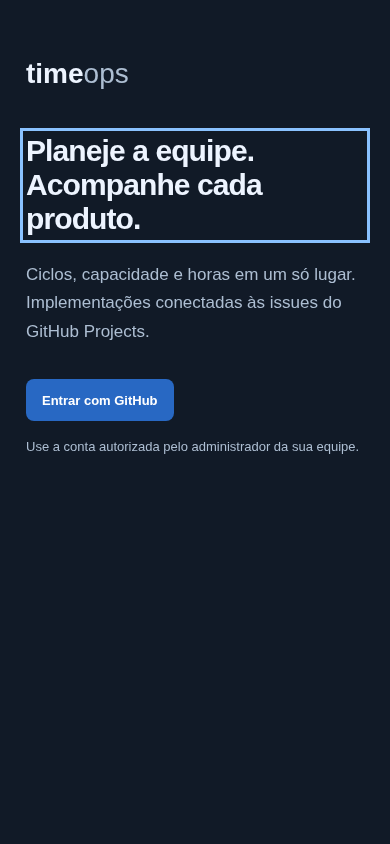 timeops
Planeje a equipe.
Acompanhe cada
produto.
Ciclos, capacidade e horas em um só lugar.
Implementações conectadas às issues do
GitHub Projects.
Entrar com GitHub
Use a conta autorizada pelo administrador da sua equipe.